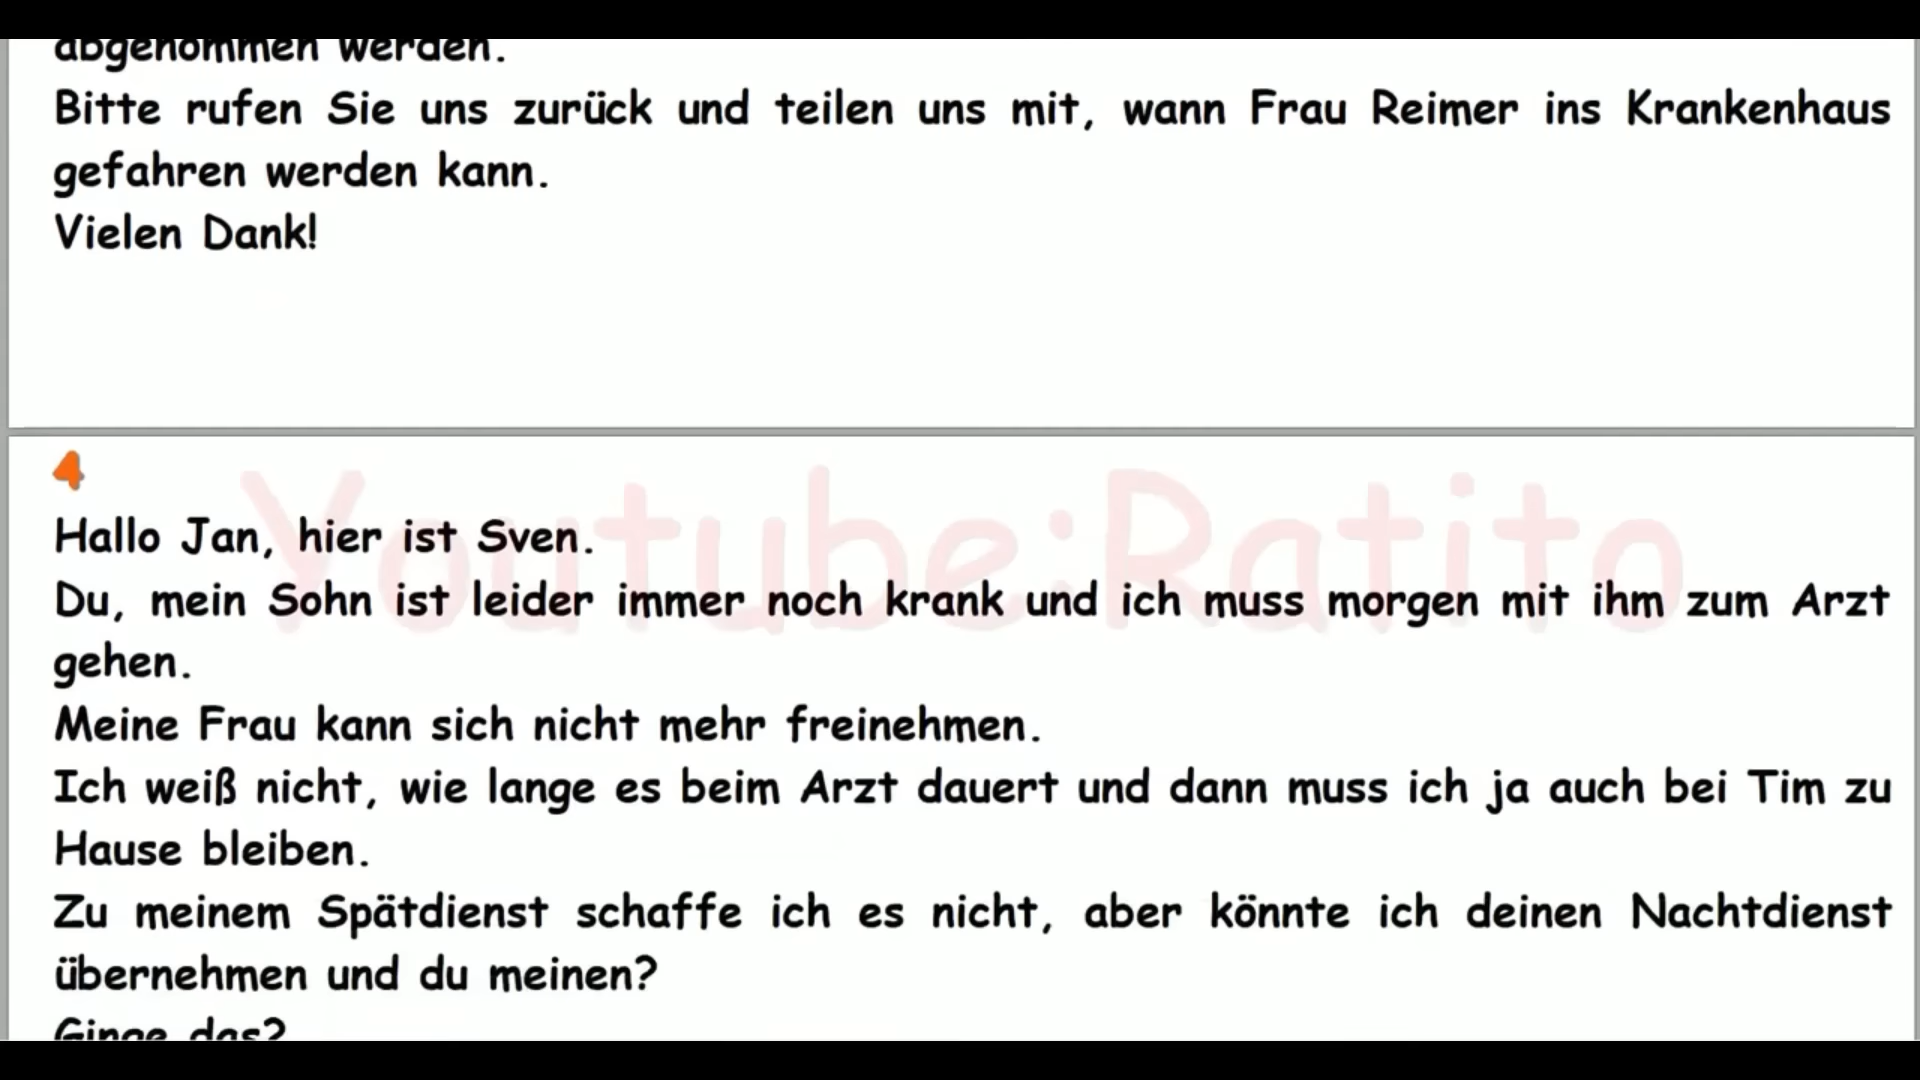 abgenommen werden.
Bitte rufen Sie uns zurück und teilen uns mit, wann Frau Reimer ins Krankenhaus
gefahren werden kann.
Vielen Dank!
4
Youtube:Ratito
Hallo Jan, hier ist Sven.
Du, mein Sohn ist leider immer noch krank und ich muss morgen mit ihm zum Arzt
gehen.
Meine Frau kann sich nicht mehr freinehmen.
Ich weiß nicht, wie lange es beim Arzt dauert und dann muss ich ja auch bei Tim zu
Hause bleiben.
Zu meinem Spätdienst schaffe ich es nicht, aber könnte ich deinen Nachtdienst
übernehmen und du meinen?
Ginge das?